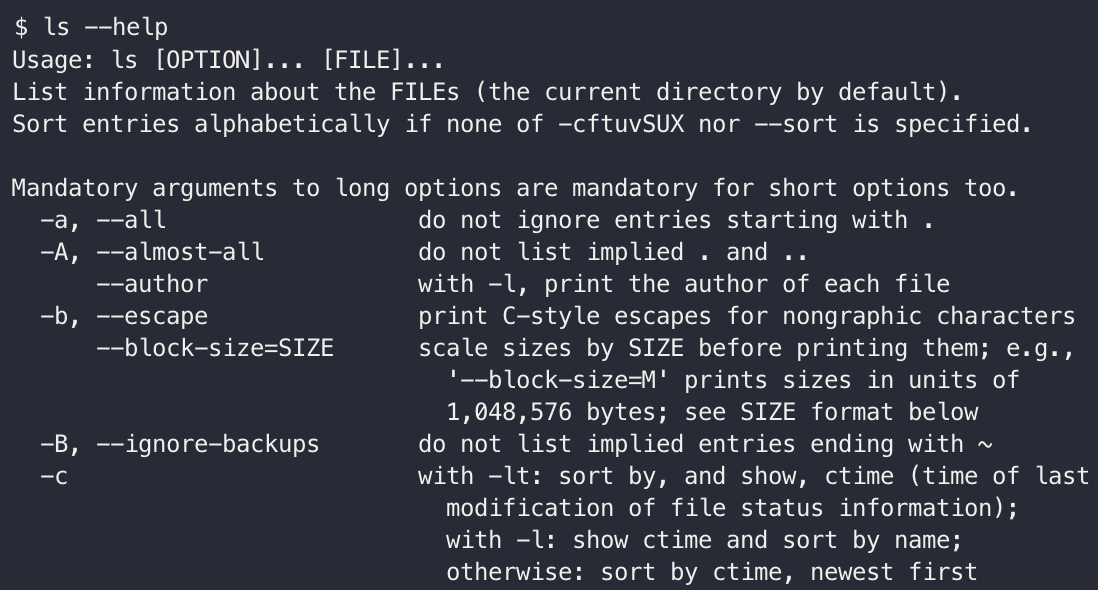 $ ls --help
Usage: ls [OPTION]... [FILE]...
List information about the FILEs (the current directory by default).
Sort entries alphabetically if none of -cftuvSUX nor --sort is specified.

Mandatory arguments to long options are mandatory for short options too.
  -a, --all                  do not ignore entries starting with .
  -A, --almost-all           do not list implied . and ..
      --author               with -l, print the author of each file
  -b, --escape               print C-style escapes for nongraphic characters
      --block-size=SIZE      scale sizes by SIZE before printing them; e.g.,
                               '--block-size=M' prints sizes in units of
                               1,048,576 bytes; see SIZE format below
  -B, --ignore-backups       do not list implied entries ending with ~
  -c                         with -lt: sort by, and show, ctime (time of last
                               modification of file status information);
                               with -l: show ctime and sort by name;
                               otherwise: sort by ctime, newest first